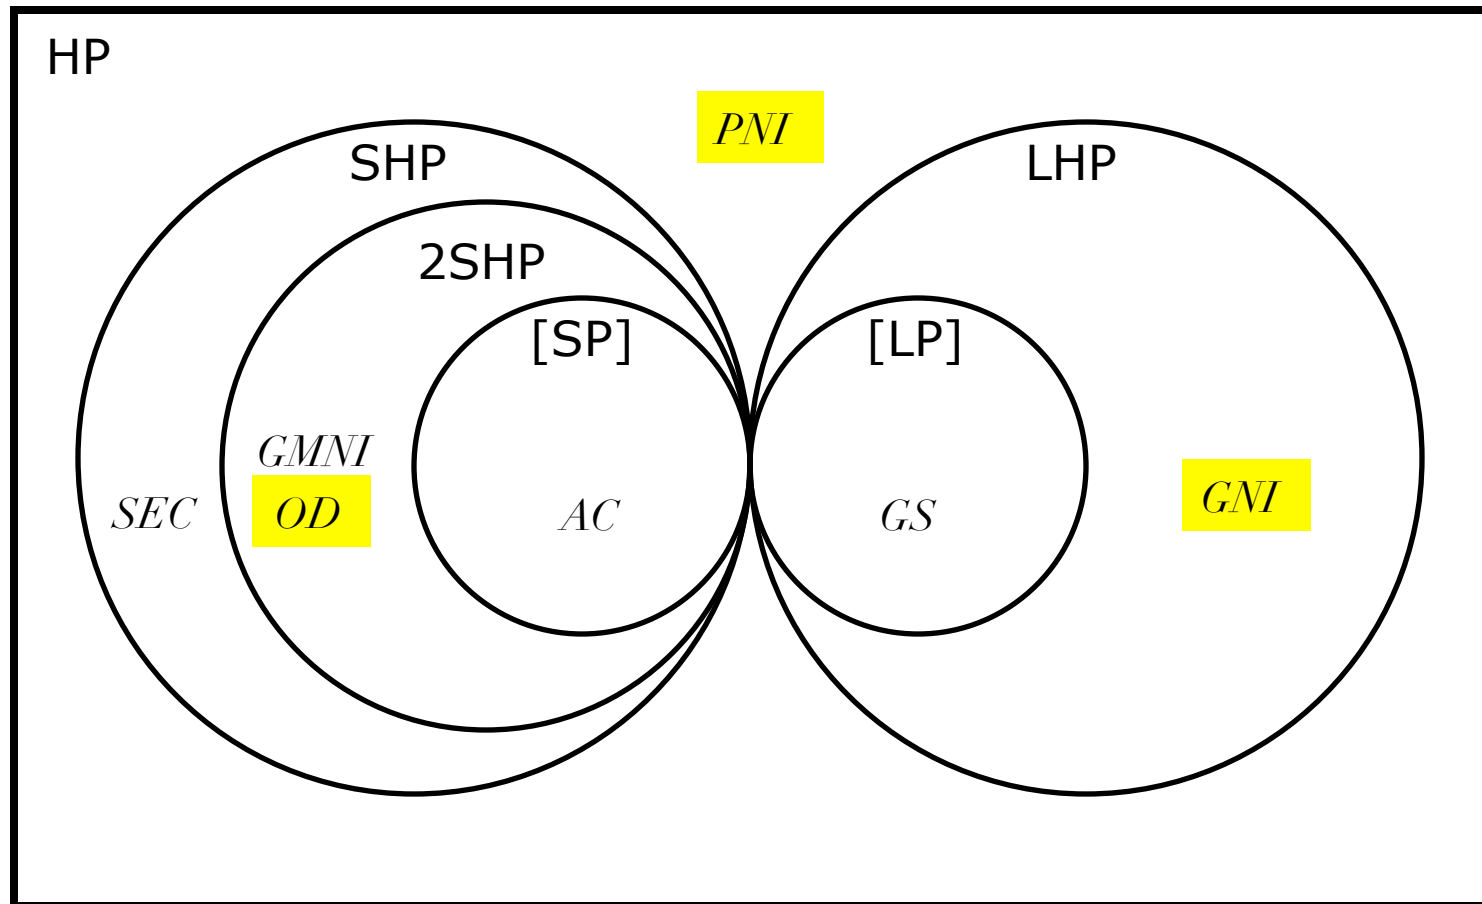 HP
PNI
SHP
LHP
2SHP
[SP]
[LP]
GMNI
SEC
OD
AC
GS
GNI